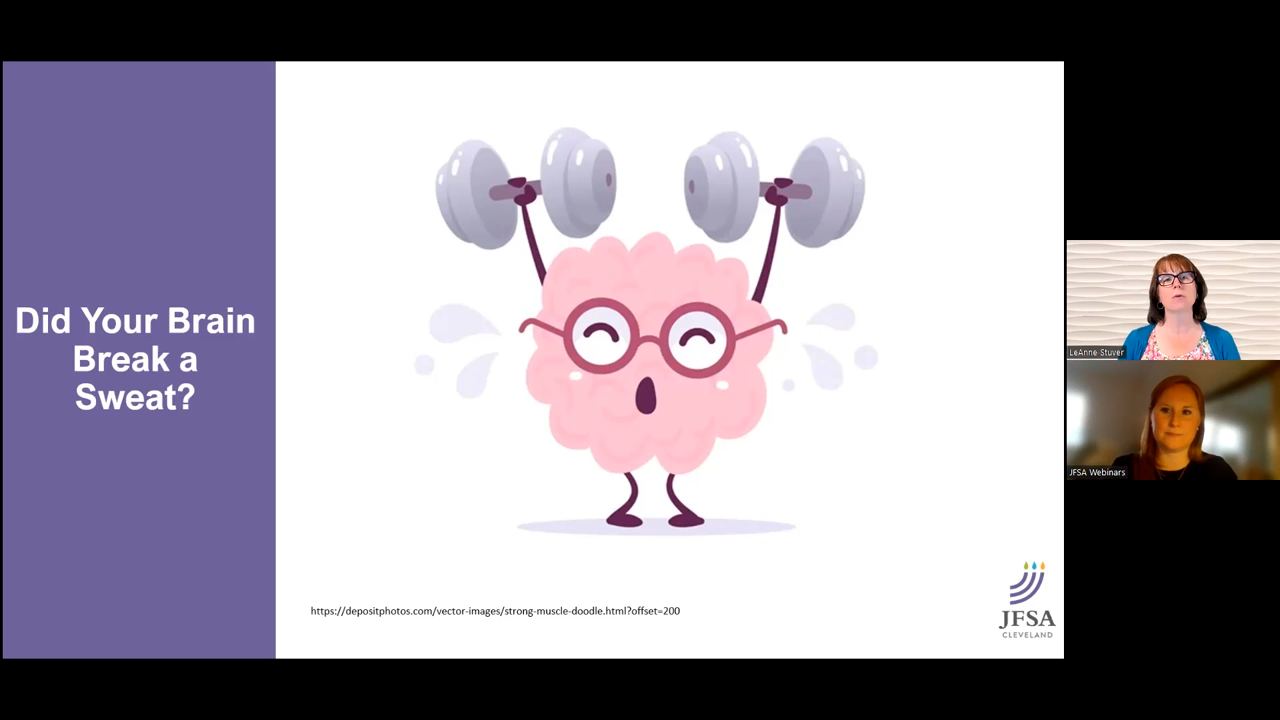 Did Your Brain
Break a
Sweat?
https://depositphotos.com/vector-images/strong-muscle-doodle.html?offset=200
JFSA
CLEVELAND
LeAnne Stuver
JFSA Webinars